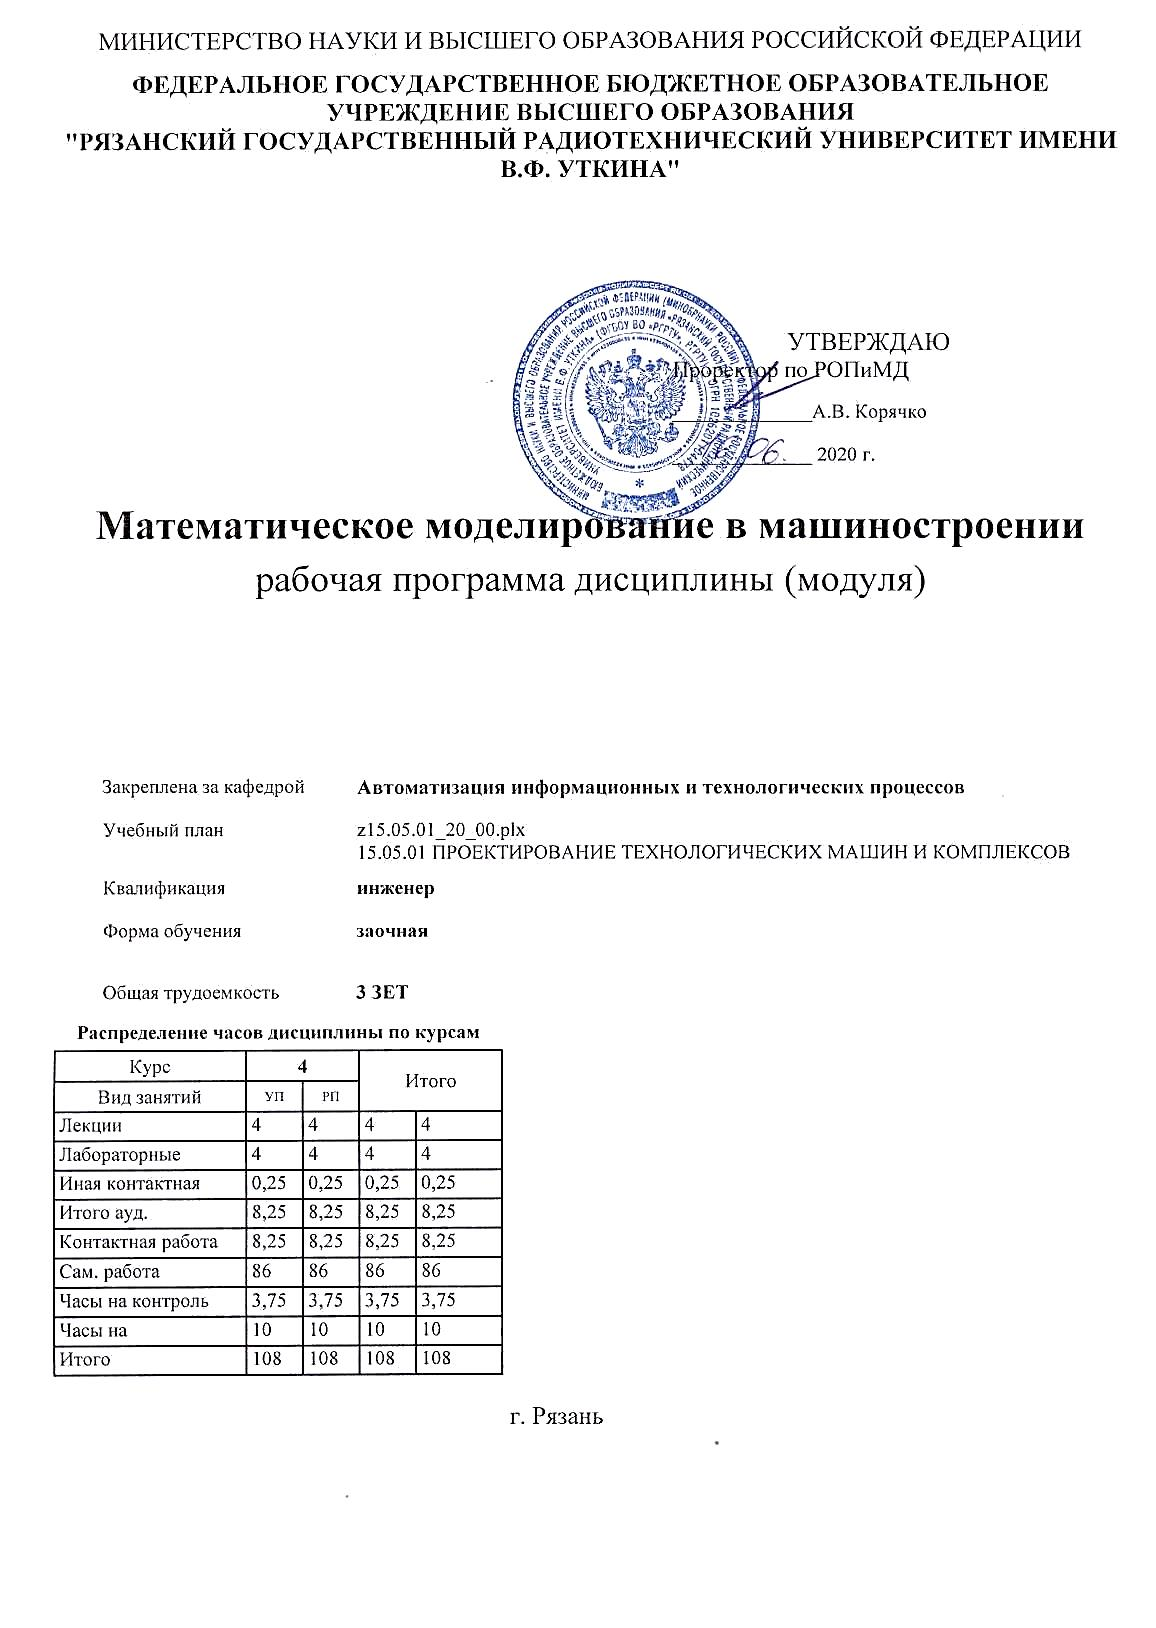 МИНИСТЕРСТВО НАУКИ И ВЫСШЕГО ОБРАЗОВАНИЯ РОССИЙСКОЙ ФЕДЕРАЦИИ
ФЕДЕРАЛЬНОЕ ГОСУДАРСТВЕННОЕ БЮДЖЕТНОЕ ОБРАЗОВАТЕЛЬНОЕ
УЧРЕЖДЕНИЕ ВЫСШЕГО ОБРАЗОВАНИЯ
"РЯЗАНСКИЙ ГОСУДАРСТВЕННЫЙ РАДИОТЕХНИЧЕСКИЙ УНИВЕРСИТЕТ ИМЕНИ
В.Ф. УТКИНА"
УТВЕРЖДАЮ
Проректор по РОПиМД
А.В. Корячко
06. 2020 г.
Математическое моделирование в машиностроении
рабочая программа дисциплины (модуля)
Закреплена за кафедрой Автоматизация информационных и технологических процессов
Учебный план z15.05.01_20_00.plx
15.05.01 ПРОЕКТИРОВАНИЕ ТЕХНОЛОГИЧЕСКИХ МАШИН И КОМПЛЕКСОВ
Квалификация инженер
Форма обучения заочная
Общая трудоемкость 3 ЗЕТ
Распределение часов дисциплины по курсам
Курс 4 Итого
Вид занятий УП РП
Лекции 4 4 4 4
Лабораторные 4 4 4 4
Иная контактная 0,25 0,25 0,25 0,25
Итого ауд. 8,25 8,25 8,25 8,25
Контактная работа 8,25 8,25 8,25 8,25
Сам. работа 86 86 86 86
Часы на контроль 3,75 3,75 3,75 3,75
Часы на 10 10 10 10
Итого 108 108 108 108
г. Рязань